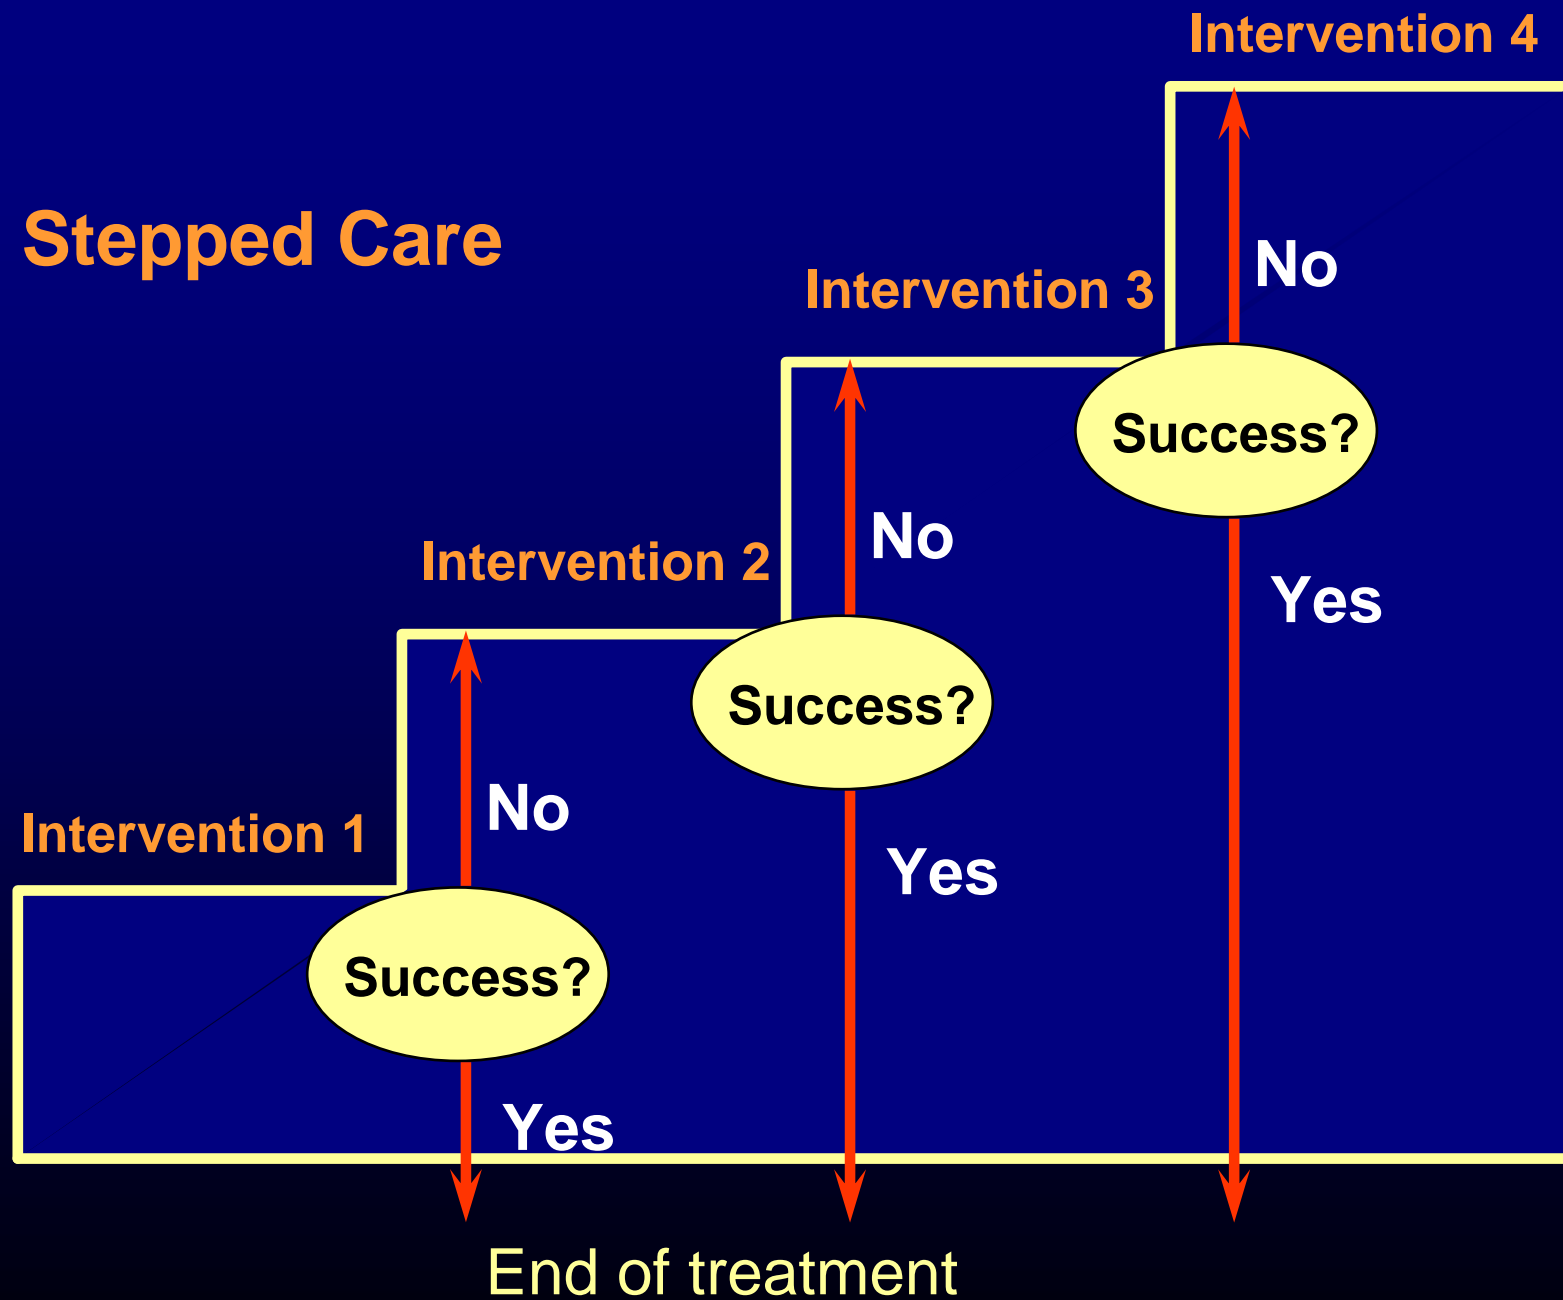 Intervention 4
Stepped Care
No
Intervention 3
Success?
No
Intervention 2
Yes
Success?
No
Intervention 1
Yes
Success?
Yes
End of treatment